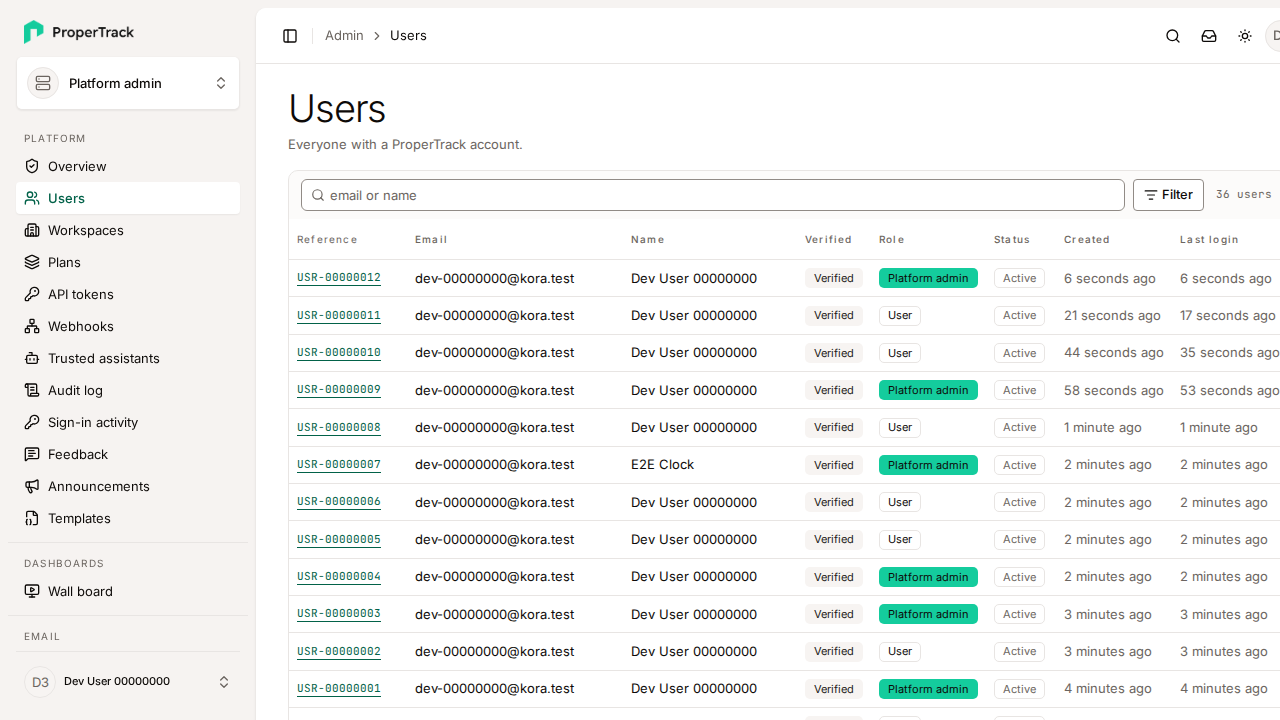 ProperTrack
Platform admin
PLATFORM
Overview
Users
Workspaces
Plans
API tokens
Webhooks
Trusted assistants
Audit log
Sign-in activity
Feedback
Announcements
Templates
DASHBOARDS
Wall board
EMAIL
D3 Dev User 00000000
Admin > Users
Users
Everyone with a ProperTrack account.
email or name Filter 36 users
Reference Email Name Verified Role Status Created Last login
USR-00000012 dev-00000000@kora.test Dev User 00000000 Verified Platform admin Active 6 seconds ago 6 seconds ago
USR-00000011 dev-00000000@kora.test Dev User 00000000 Verified User Active 21 seconds ago 17 seconds ago
USR-00000010 dev-00000000@kora.test Dev User 00000000 Verified User Active 44 seconds ago 35 seconds ago
USR-00000009 dev-00000000@kora.test Dev User 00000000 Verified Platform admin Active 58 seconds ago 53 seconds ago
USR-00000008 dev-00000000@kora.test Dev User 00000000 Verified User Active 1 minute ago 1 minute ago
USR-00000007 dev-00000000@kora.test E2E Clock Verified Platform admin Active 2 minutes ago 2 minutes ago
USR-00000006 dev-00000000@kora.test Dev User 00000000 Verified User Active 2 minutes ago 2 minutes ago
USR-00000005 dev-00000000@kora.test Dev User 00000000 Verified User Active 2 minutes ago 2 minutes ago
USR-00000004 dev-00000000@kora.test Dev User 00000000 Verified Platform admin Active 2 minutes ago 2 minutes ago
USR-00000003 dev-00000000@kora.test Dev User 00000000 Verified Platform admin Active 3 minutes ago 3 minutes ago
USR-00000002 dev-00000000@kora.test Dev User 00000000 Verified User Active 3 minutes ago 3 minutes ago
USR-00000001 dev-00000000@kora.test Dev User 00000000 Verified Platform admin Active 4 minutes ago 4 minutes ago